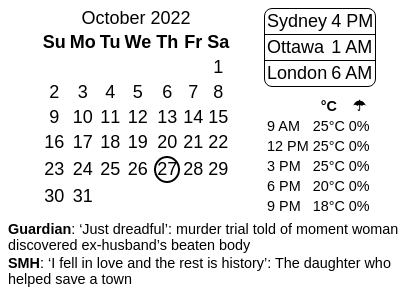 October 2022
Su Mo Tu We Th Fr Sa
1
2 3 4 5 6 7 8
9 10 11 12 13 14 15
16 17 18 19 20 21 22
23 24 25 26 27 28 29
30 31
Sydney 4 PM
Ottawa 1 AM
London 6 AM
°C ☂
9 AM 25°C 0%
12 PM 25°C 0%
3 PM 25°C 0%
6 PM 20°C 0%
9 PM 18°C 0%
Guardian: ‘Just dreadful’: murder trial told of moment woman
discovered ex-husband’s beaten body
SMH: ‘I fell in love and the rest is history’: The daughter who
helped save a town